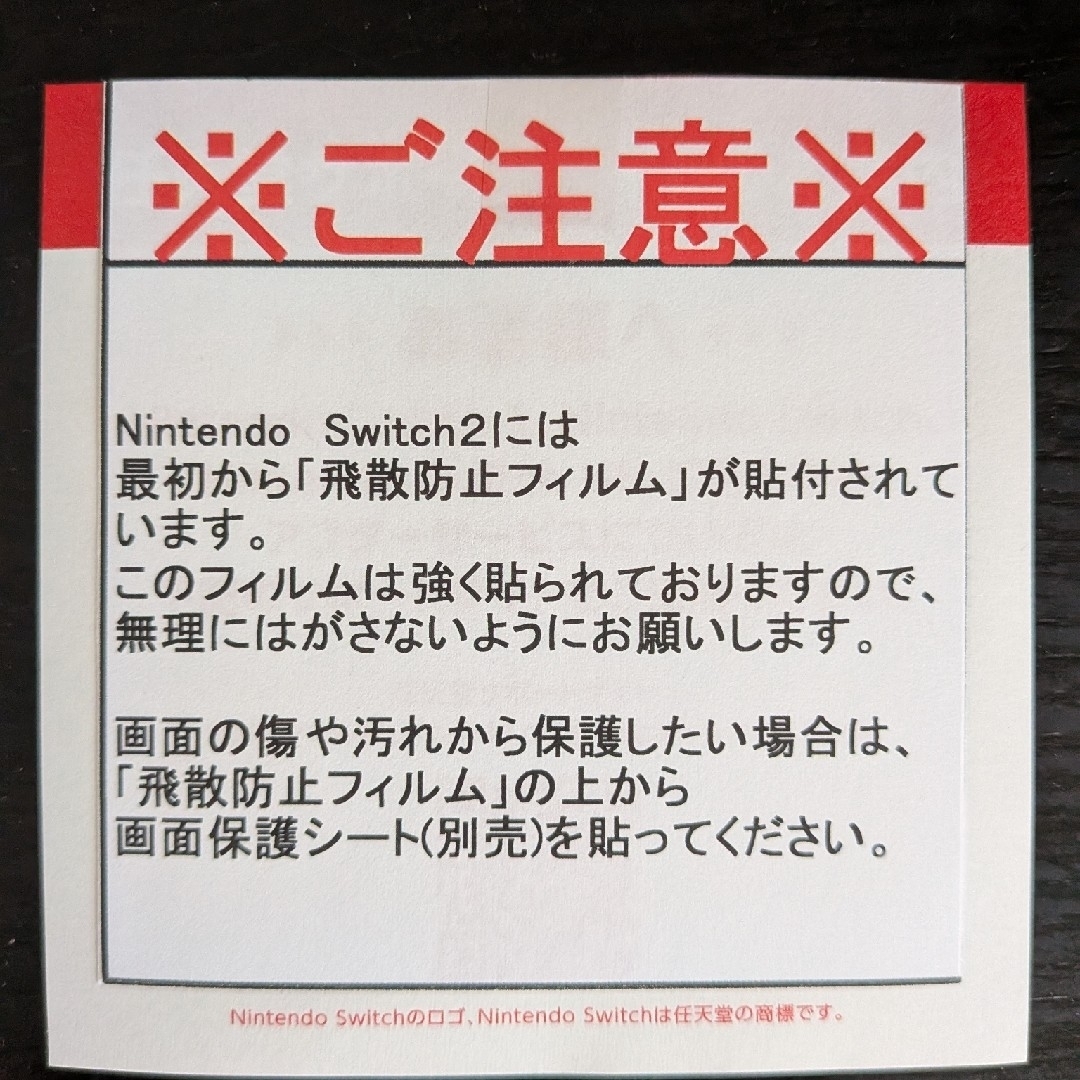 ※ご注意※
Nintendo Switch2には
最初から「飛散防止フィルム」が貼付されて
います。
このフィルムは強く貼られておりますので、
無理にはがさないようにお願いします。
画面の傷や汚れから保護したい場合は、
「飛散防止フィルム」の上から
画面保護シート(別売)を貼ってください。
Nintendo Switchのロゴ、Nintendo Switchは任天堂の商標です。